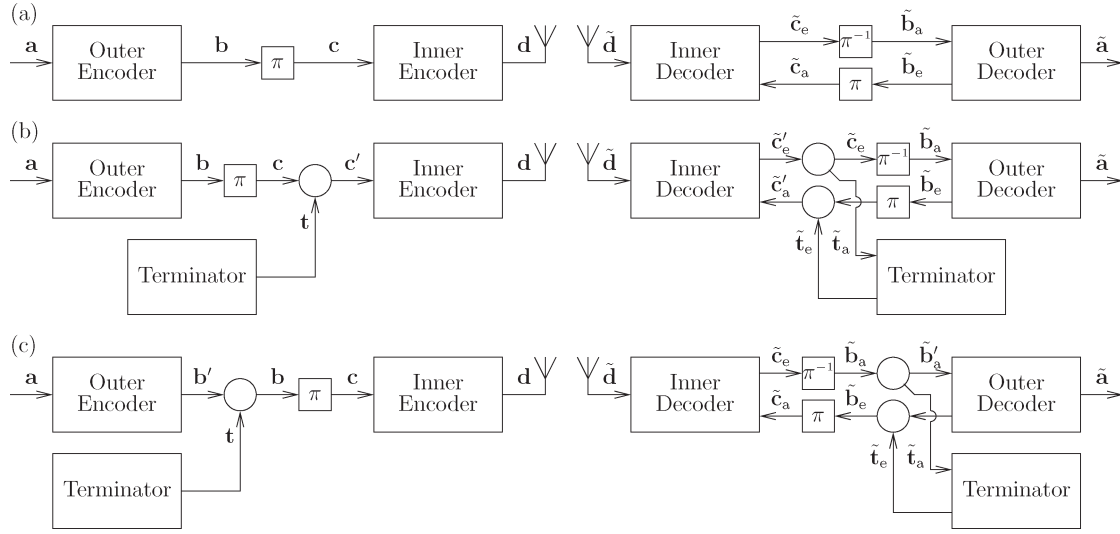 (a)
a Outer Encoder b π c Inner Encoder d d̃ Inner Decoder c̃ₑ π⁻¹ b̃ₐ c̃ₐ π b̃ₑ Outer Decoder ã
(b)
a Outer Encoder b π c c′ Inner Encoder d d̃ Inner Decoder c̃′ₑ c̃ₑ π⁻¹ b̃ₐ c̃′ₐ π b̃ₑ Outer Decoder ã
t t̃ₑ t̃ₐ
Terminator Terminator
(c)
a Outer Encoder b′ b π c Inner Encoder d d̃ Inner Decoder c̃ₑ π⁻¹ b̃ₐ b̃′ₐ c̃ₐ π b̃ₑ Outer Decoder ã
t t̃ₑ t̃ₐ
Terminator Terminator